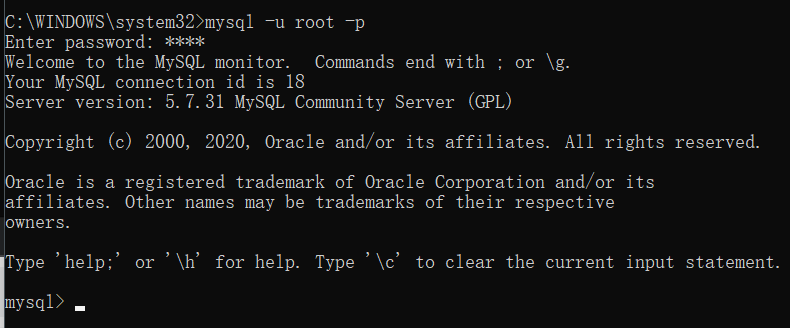 C:\WINDOWS\system32>mysql -u root -p
Enter password: ****
Welcome to the MySQL monitor.  Commands end with ; or \g.
Your MySQL connection id is 18
Server version: 5.7.31 MySQL Community Server (GPL)
Copyright (c) 2000, 2020, Oracle and/or its affiliates. All rights reserved.
Oracle is a registered trademark of Oracle Corporation and/or its
affiliates. Other names may be trademarks of their respective
owners.
Type 'help;' or '\h' for help. Type '\c' to clear the current input statement.
mysql>